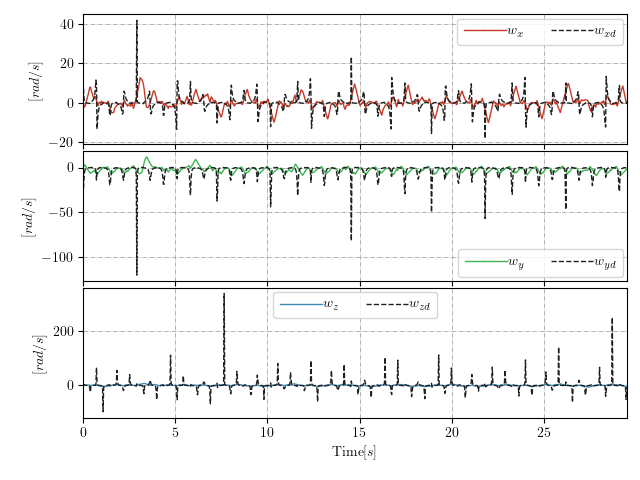 40
20
0
−20
[rad/s]
w_x w_xd
0
−50
−100
[rad/s]
w_y w_yd
200
0
[rad/s]
w_z w_zd
0 5 10 15 20 25
Time[s]